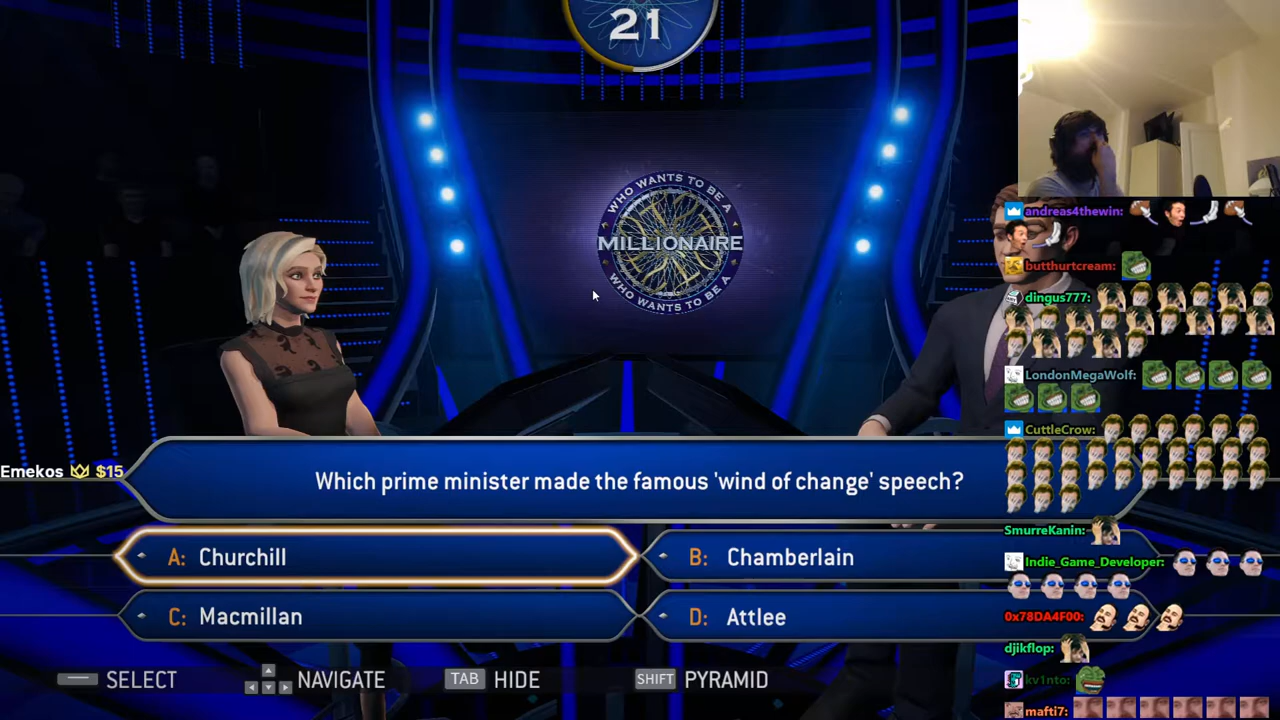 21
WHO WANTS TO BE A
MILLIONAIRE
WHO WANTS TO BE A
andreas4thewin:
butthurtcream:
dingus777:
LondonMegaWolf:
CuttleCrow:
Emekos $15
Which prime minister made the famous 'wind of change' speech?
SmurreKanin:
A: Churchill
B: Chamberlain
Indie_Game_Developer:
C: Macmillan
D: Attlee
0x78DA4F00:
djikflop:
SELECT
NAVIGATE
TAB HIDE
SHIFT PYRAMID
kv1nto:
mafti7: